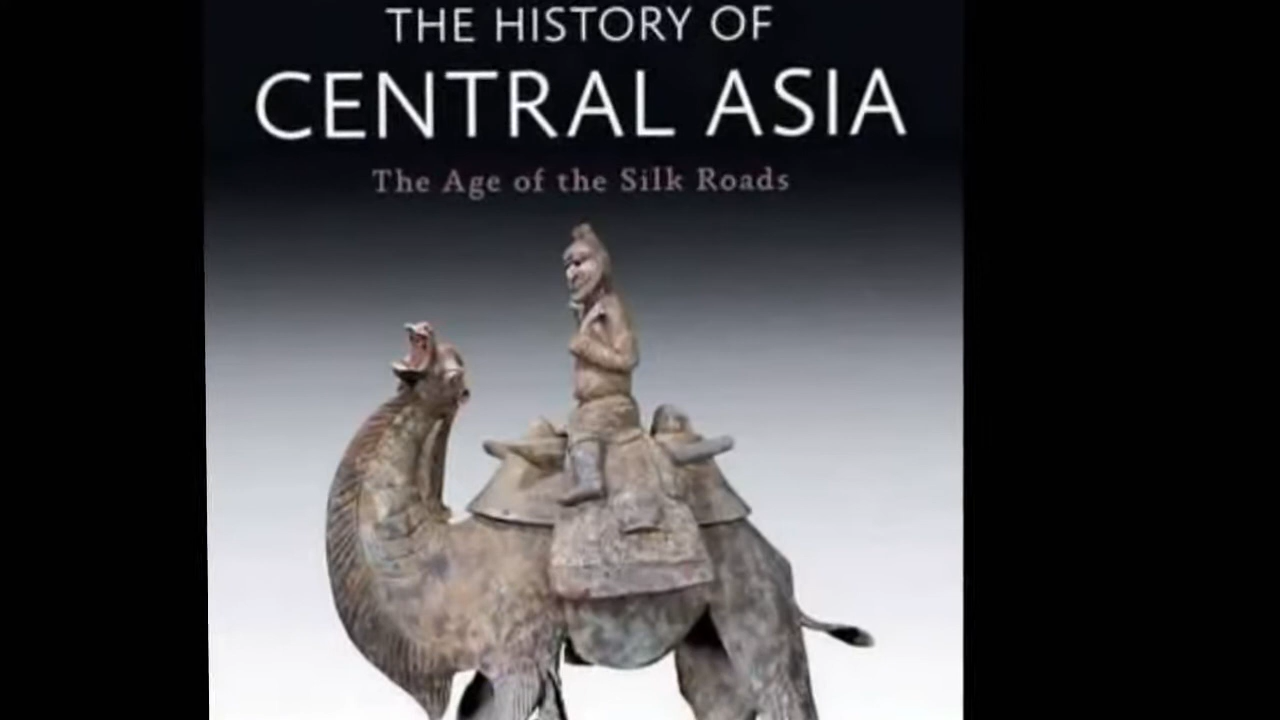 THE HISTORY OF
CENTRAL ASIA
The Age of the Silk Roads